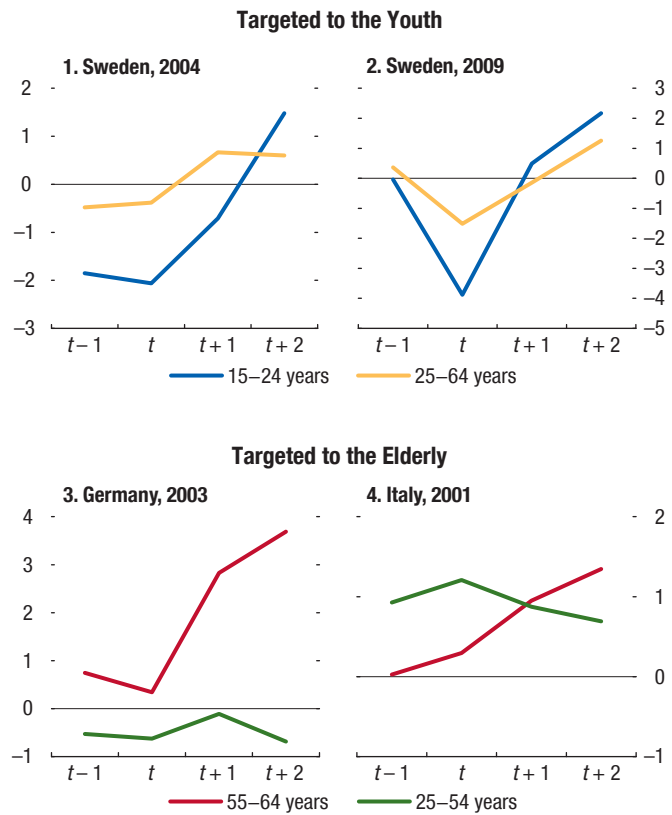 Targeted to the Youth
1. Sweden, 2004
2. Sweden, 2009
2
1
0
–1
–2
–3
3
2
1
0
–1
–2
–3
–4
–5
t – 1 t t + 1 t + 2
t – 1 t t + 1 t + 2
15–24 years 25–64 years
Targeted to the Elderly
3. Germany, 2003
4. Italy, 2001
4
3
2
1
0
–1
2
1
0
–1
t – 1 t t + 1 t + 2
t – 1 t t + 1 t + 2
55–64 years 25–54 years